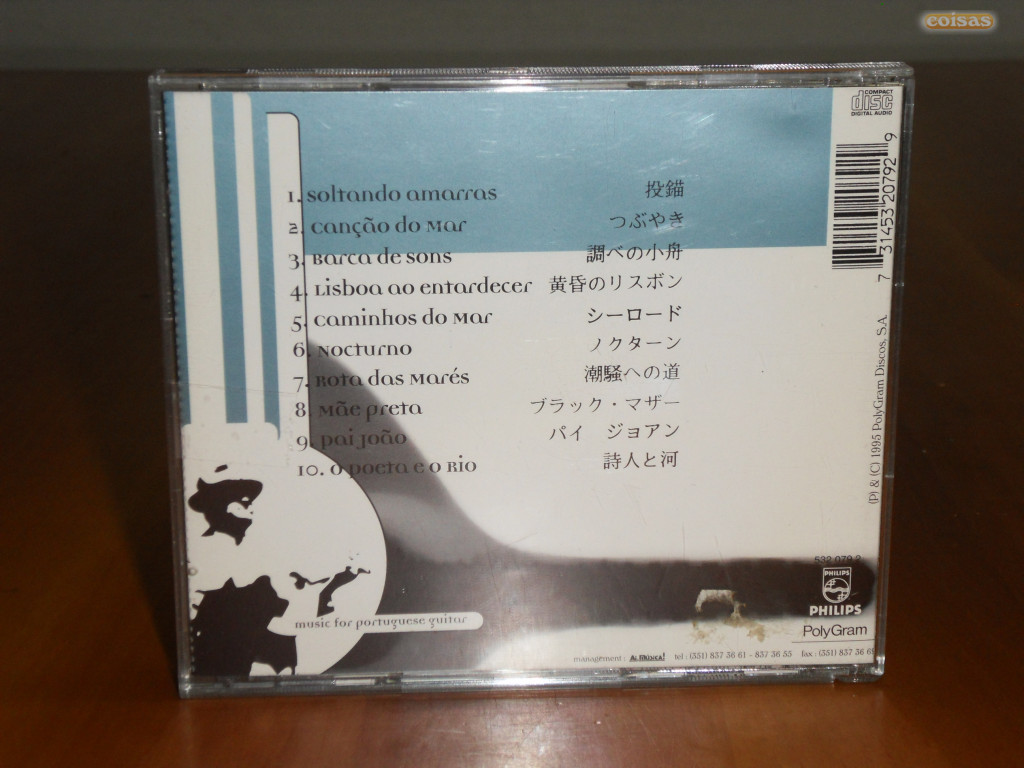 coisas
COMPACT
disc
DIGITAL AUDIO
1. Soltando Amarras 投錨
2. Canção do Mar つぶやき
3. Barca de Sons 調べの小舟
4. Lisboa ao Entardecer 黄昏のリスボン
5. Caminhos do Mar シーロード
6. Nocturno ノクターン
7. Rota das Marés 潮騒への道
8. Mãe Preta ブラック・マザー
9. Pai João パイ ジョアン
10. O Poeta e o Rio 詩人と河
7 31453 20792 9
(P) & (C) 1995 PolyGram Discos, S.A.
532 079 2
PHILIPS
PHILIPS
PolyGram
music for portuguese guitar
management : tel : (351) 837 36 61 - 837 36 55 fax : (351) 837 36 6